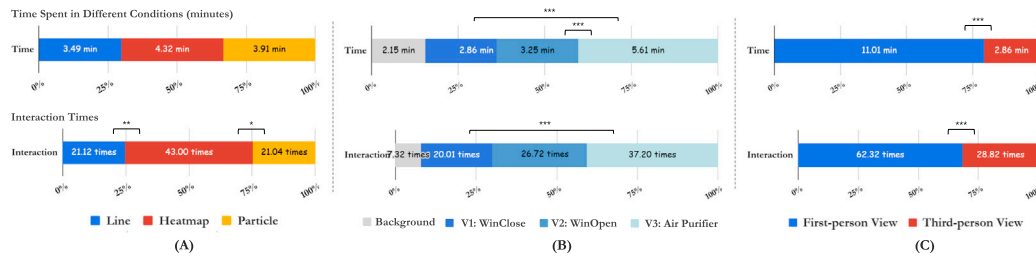 Time Spent in Different Conditions (minutes)
Time
3.49 min 4.32 min 3.91 min
0% 25% 50% 75% 100%
Interaction Times
** *
Interaction
21.12 times 43.00 times 21.04 times
0% 25% 50% 75% 100%
Line Heatmap Particle
(A)
***
***
Time
2.15 min 2.86 min 3.25 min 5.61 min
0% 25% 50% 75% 100%
***
Interaction
7.32 times 20.01 times 26.72 times 37.20 times
0% 25% 50% 75% 100%
Background V1: WinClose V2: WinOpen V3: Air Purifier
(B)
***
Time
11.01 min 2.86 min
0% 25% 50% 75% 100%
***
Interaction
62.32 times 28.82 times
0% 25% 50% 75% 100%
First-person View Third-person View
(C)